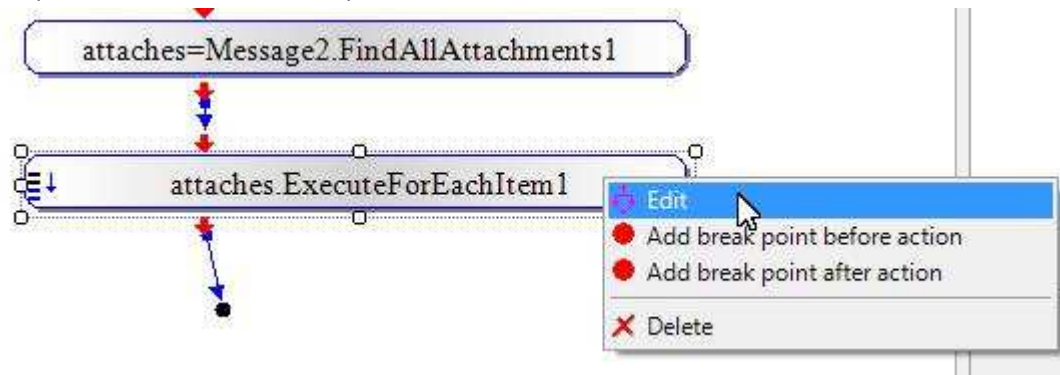 attaches=Message2.FindAllAttachments1
attaches.ExecuteForEachItem1
Edit
Add break point before action
Add break point after action
Delete